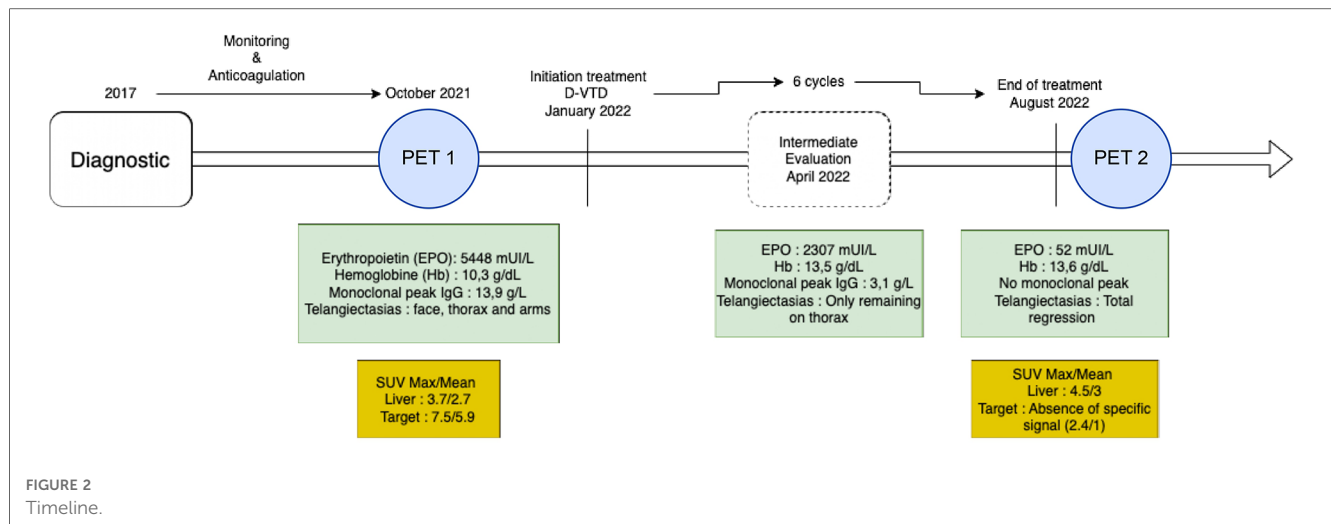 Monitoring
&
Anticoagulation
2017
October 2021
Initiation treatment
D-VTD
January 2022
6 cycles
End of treatment
August 2022
Diagnostic
PET 1
Intermediate
Evaluation
April 2022
PET 2
Erythropoietin (EPO): 5448 mUI/L
Hemoglobine (Hb) : 10,3 g/dL
Monoclonal peak IgG : 13,9 g/L
Telangiectasias : face, thorax and arms
EPO : 2307 mUI/L
Hb : 13,5 g/dL
Monoclonal peak IgG : 3,1 g/L
Telangiectasias : Only remaining
on thorax
EPO : 52 mUI/L
Hb : 13,6 g/dL
No monoclonal peak
Telangiectasias : Total
regression
SUV Max/Mean
Liver : 3.7/2.7
Target : 7.5/5.9
SUV Max/Mean
Liver : 4.5/3
Target : Absence of specific
signal (2.4/1)
FIGURE 2
Timeline.